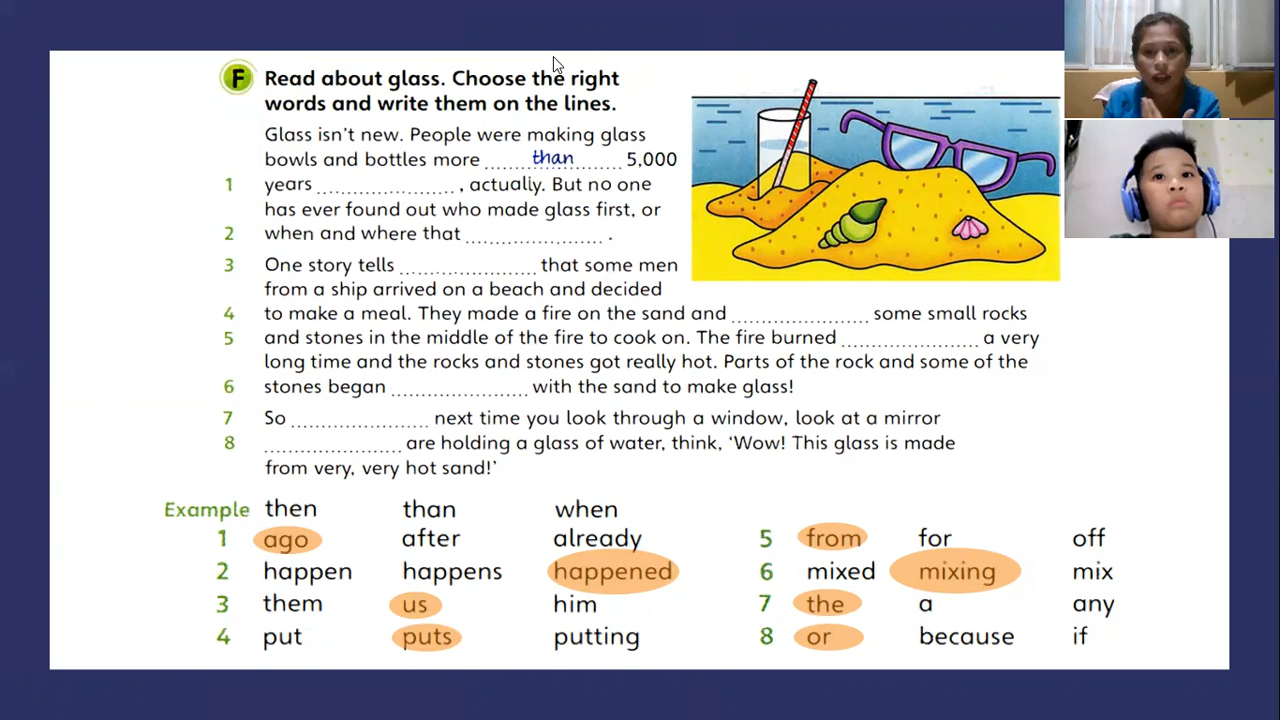 F Read about glass. Choose the right
words and write them on the lines.
Glass isn't new. People were making glass
bowls and bottles more than 5,000
1 years ...................... , actually. But no one
has ever found out who made glass first, or
2 when and where that ...................... .
3 One story tells ...................... that some men
from a ship arrived on a beach and decided
4 to make a meal. They made a fire on the sand and ...................... some small rocks
5 and stones in the middle of the fire to cook on. The fire burned ...................... a very
long time and the rocks and stones got really hot. Parts of the rock and some of the
6 stones began ...................... with the sand to make glass!
7 So ...................... next time you look through a window, look at a mirror
8 ...................... are holding a glass of water, think, 'Wow! This glass is made
from very, very hot sand!'
Example then than when
1 ago after already
2 happen happens happened
3 them us him
4 put puts putting
5 from for off
6 mixed mixing mix
7 the a any
8 or because if